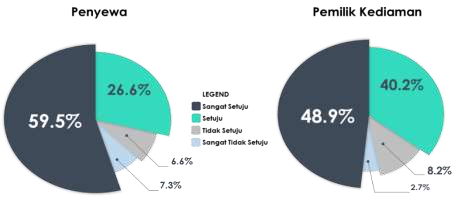 Penyewa
59.5%
26.6%
6.6%
7.3%
LEGEND
Sangat Setuju
Setuju
Tidak Setuju
Sangat Tidak Setuju
Pemilik Kediaman
48.9%
40.2%
8.2%
2.7%